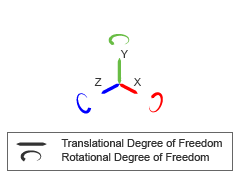 Y
Z X
Translational Degree of Freedom
Rotational Degree of Freedom